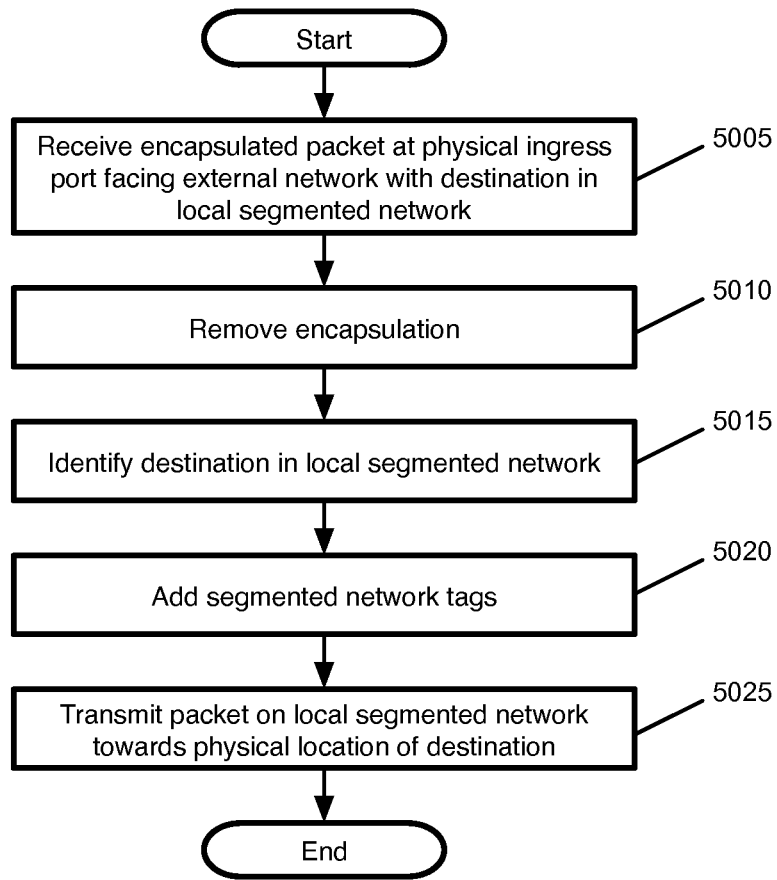 Start
Receive encapsulated packet at physical ingress
port facing external network with destination in
local segmented network
5005
Remove encapsulation
5010
Identify destination in local segmented network
5015
Add segmented network tags
5020
Transmit packet on local segmented network
towards physical location of destination
5025
End